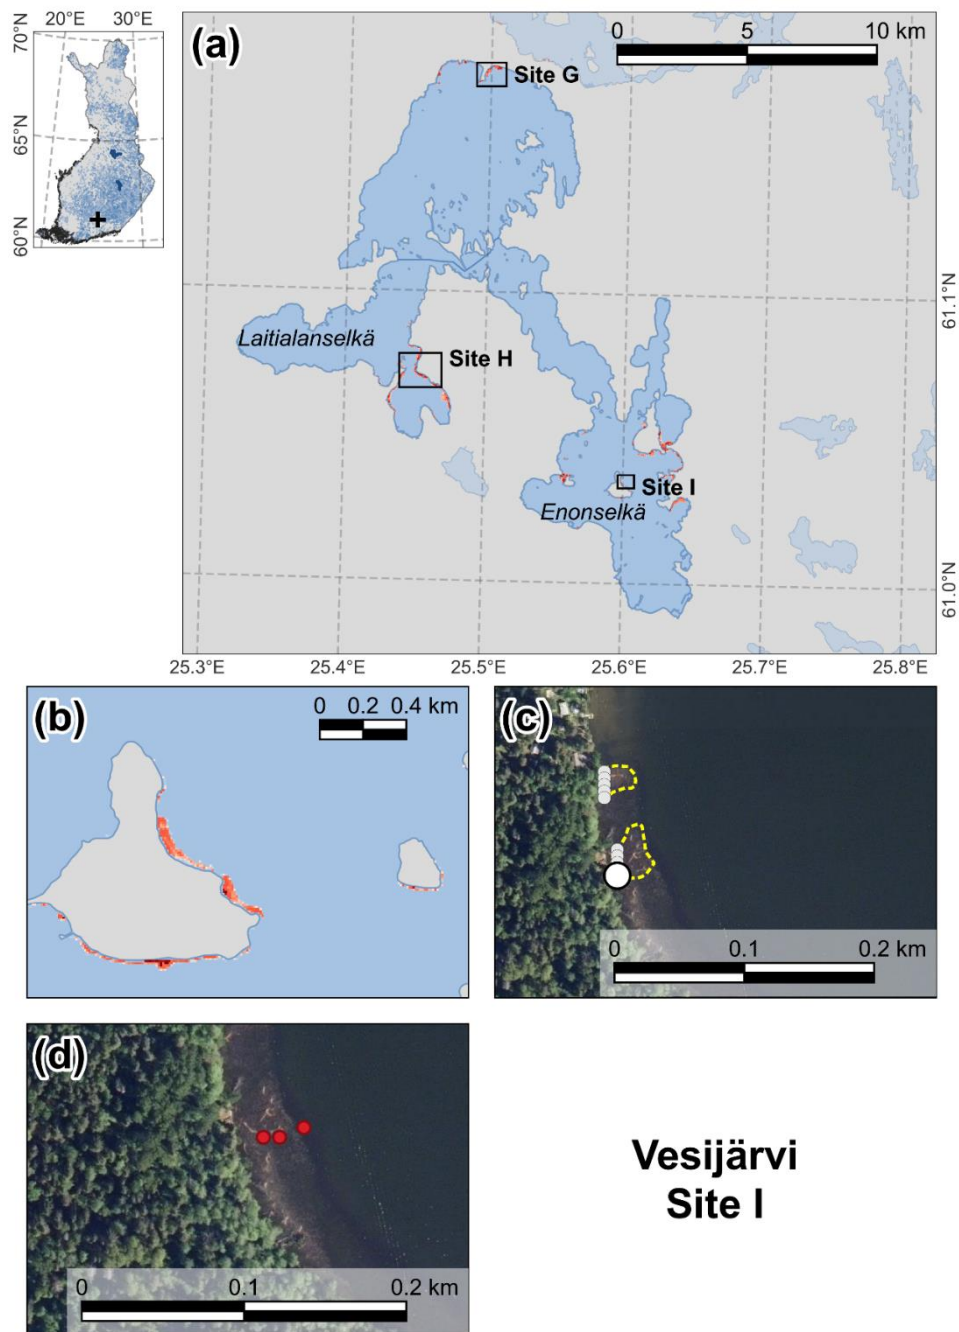 20°E 30°E
70°N
65°N
60°N
(a)
0 5 10 km
Site G
61.1°N
Laitialanselkä
Site H
Site I
Enonselkä
61.0°N
25.3°E 25.4°E 25.5°E 25.6°E 25.7°E 25.8°E
(b)
0 0.2 0.4 km
(c)
0 0.1 0.2 km
(d)
0 0.1 0.2 km
Vesijärvi
Site I